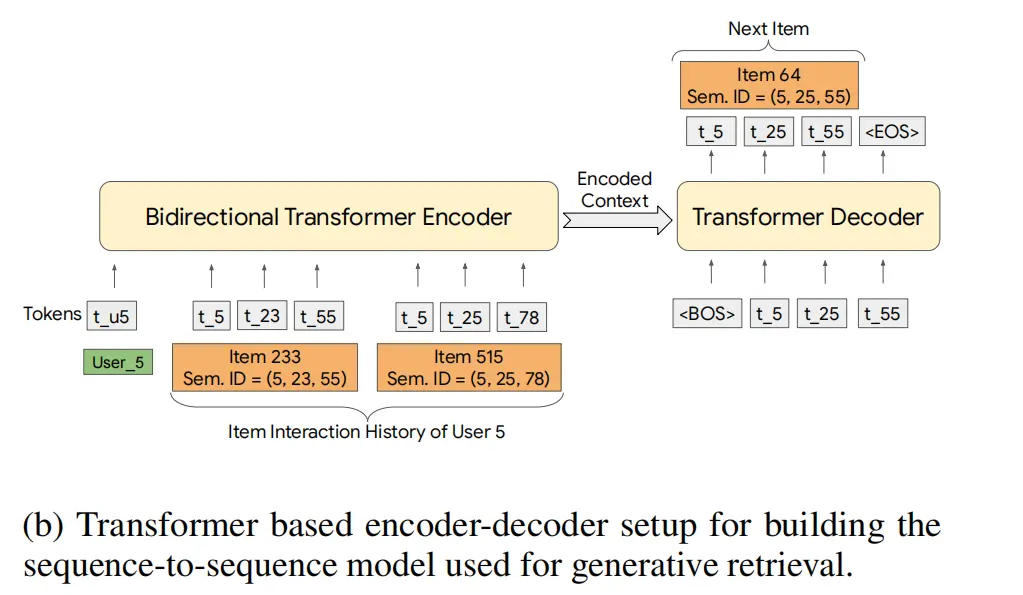 Next Item
Item 64
Sem. ID = (5, 25, 55)
t_5 t_25 t_55 <EOS>
Bidirectional Transformer Encoder
Encoded
Context
Transformer Decoder
Tokens t_u5 t_5 t_23 t_55 t_5 t_25 t_78
<BOS> t_5 t_25 t_55
User_5
Item 233
Sem. ID = (5, 23, 55)
Item 515
Sem. ID = (5, 25, 78)
Item Interaction History of User 5
(b) Transformer based encoder-decoder setup for building the
sequence-to-sequence model used for generative retrieval.